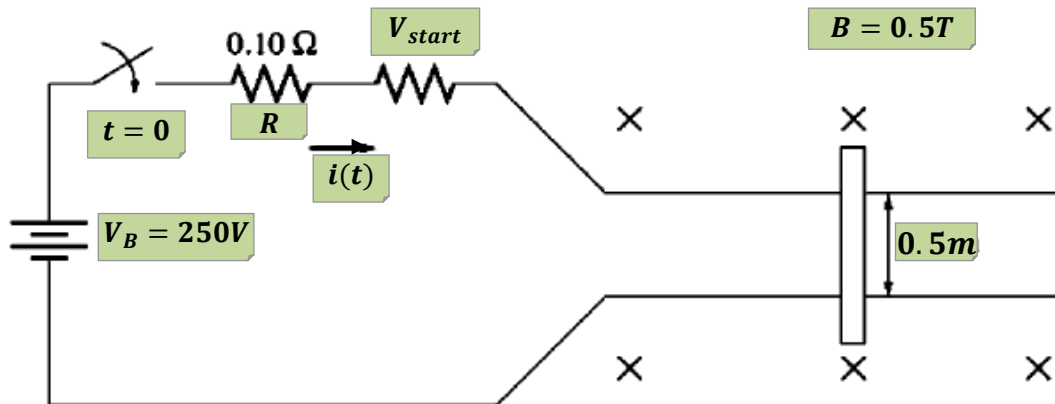 V_start
B = 0.5T
0.10 Ω
t = 0
R
i(t)
V_B = 250V
0.5m